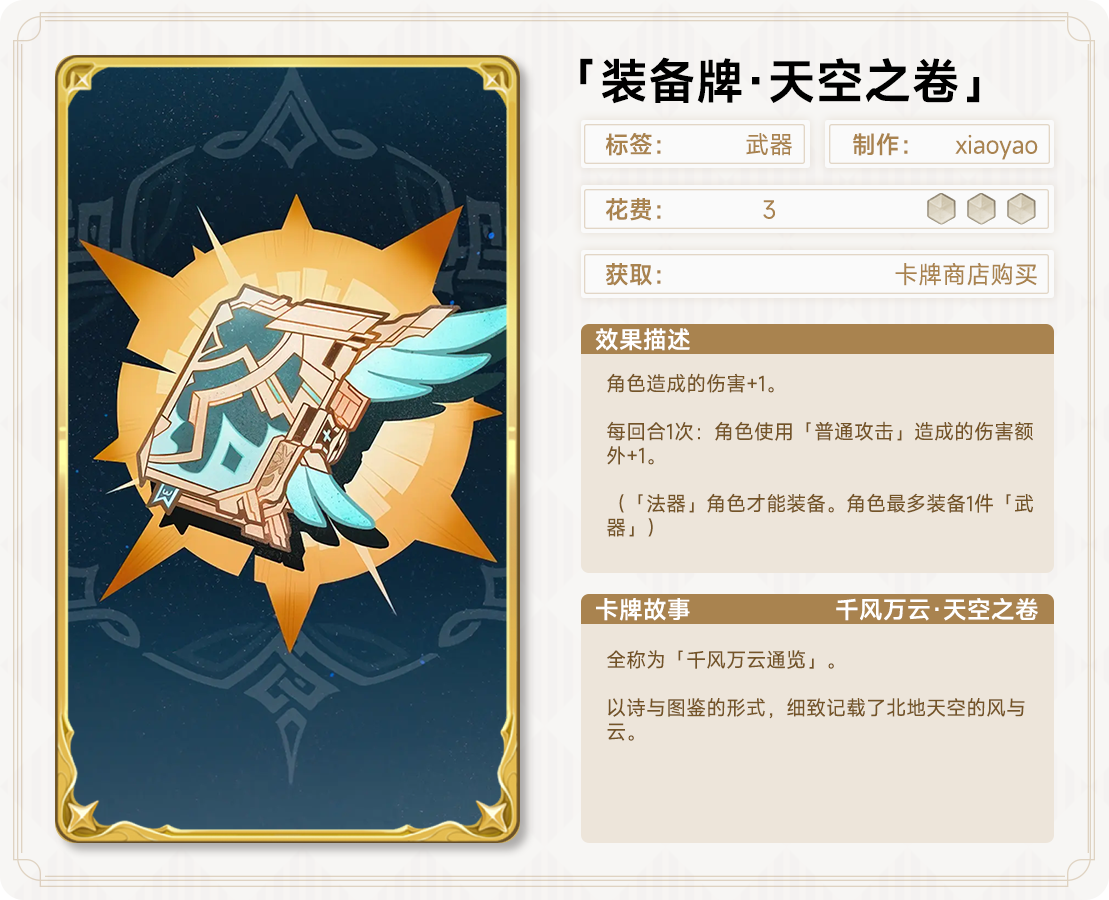 「装备牌·天空之卷」
标签： 武器 制作： xiaoyao
花费： 3
获取： 卡牌商店购买
效果描述
角色造成的伤害+1。
每回合1次：角色使用「普通攻击」造成的伤害额
外+1。
（「法器」角色才能装备。角色最多装备1件「武
器」）
卡牌故事 千风万云·天空之卷
全称为「千风万云通览」。
以诗与图鉴的形式，细致记载了北地天空的风与
云。